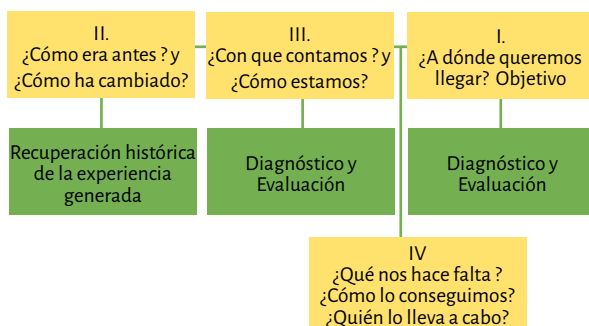 II.
¿Cómo era antes ? y
¿Cómo ha cambiado?
III.
¿Con que contamos ? y
¿Cómo estamos?
I.
¿A dónde queremos
llegar? Objetivo
Recuperación histórica
de la experiencia
generada
Diagnóstico y
Evaluación
Diagnóstico y
Evaluación
IV
¿Qué nos hace falta ?
¿Cómo lo conseguimos?
¿Quién lo lleva a cabo?